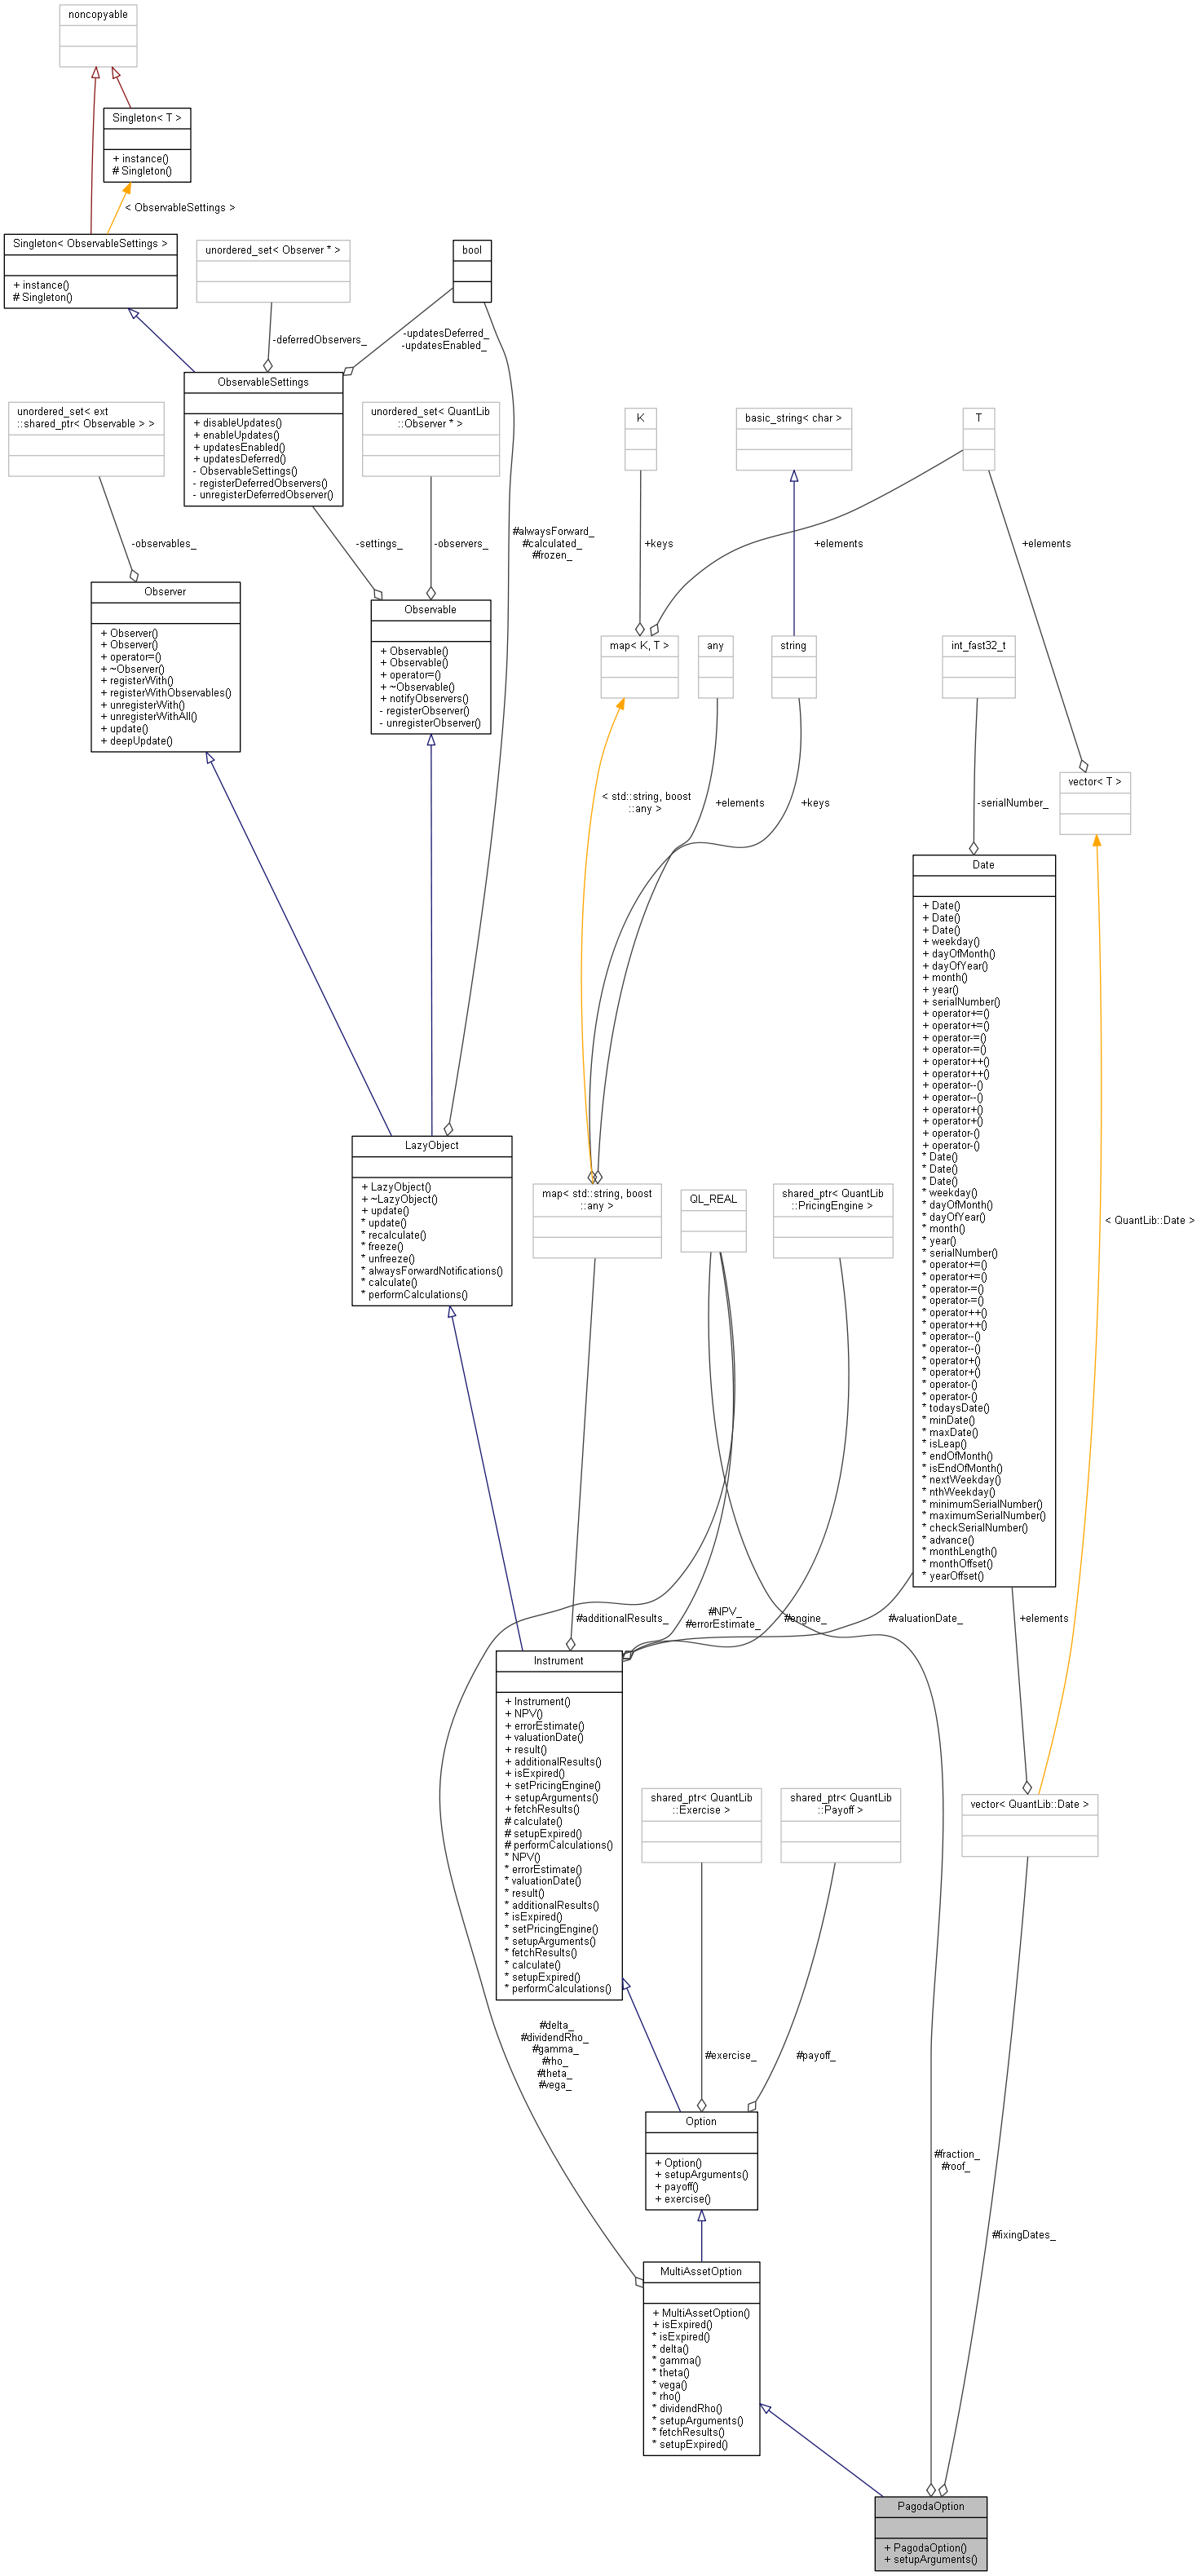 noncopyable
Singleton< T >
+ instance()
# Singleton()
< ObservableSettings >
Singleton< ObservableSettings >
+ instance()
# Singleton()
unordered_set< Observer * >
bool
-deferredObservers_
-updatesDeferred_
-updatesEnabled_
ObservableSettings
+ disableUpdates()
+ enableUpdates()
+ updatesEnabled()
+ updatesDeferred()
- ObservableSettings()
- registerDeferredObservers()
- unregisterDeferredObserver()
unordered_set< ext
::shared_ptr< Observable > >
unordered_set< QuantLib
::Observer * >
K
basic_string< char >
T
-observables_
-settings_
-observers_
#alwaysForward_
#calculated_
#frozen_
+keys
+elements
+elements
Observer
+ Observer()
+ Observer()
+ operator=()
+ ~Observer()
+ registerWith()
+ registerWithObservables()
+ unregisterWith()
+ unregisterWithAll()
+ update()
+ deepUpdate()
Observable
+ Observable()
+ Observable()
+ operator=()
+ ~Observable()
+ notifyObservers()
- registerObserver()
- unregisterObserver()
map< K, T >
any
string
int_fast32_t
vector< T >
< std::string, boost
::any >
+elements
+keys
-serialNumber_
Date
+ Date()
+ Date()
+ Date()
+ weekday()
+ dayOfMonth()
+ dayOfYear()
+ month()
+ year()
+ serialNumber()
+ operator+=()
+ operator+=()
+ operator-=()
+ operator-=()
+ operator++()
+ operator++()
+ operator--()
+ operator--()
+ operator+()
+ operator+()
+ operator-()
+ operator-()
* Date()
* Date()
* Date()
* weekday()
* dayOfMonth()
* dayOfYear()
* month()
* year()
* serialNumber()
* operator+=()
* operator+=()
* operator-=()
* operator-=()
* operator++()
* operator++()
* operator--()
* operator--()
* operator+()
* operator+()
* operator-()
* operator-()
* todaysDate()
* minDate()
* maxDate()
* isLeap()
* endOfMonth()
* isEndOfMonth()
* nextWeekday()
* nthWeekday()
* minimumSerialNumber()
* maximumSerialNumber()
* checkSerialNumber()
* advance()
* monthLength()
* monthOffset()
* yearOffset()
< QuantLib::Date >
LazyObject
+ LazyObject()
+ ~LazyObject()
+ update()
* update()
* recalculate()
* freeze()
* unfreeze()
* alwaysForwardNotifications()
* calculate()
* performCalculations()
map< std::string, boost
::any >
QL_REAL
shared_ptr< QuantLib
::PricingEngine >
#additionalResults_
#NPV_
#errorEstimate_
#engine_
#valuationDate_
+elements
Instrument
+ Instrument()
+ NPV()
+ errorEstimate()
+ valuationDate()
+ result()
+ additionalResults()
+ isExpired()
+ setPricingEngine()
+ setupArguments()
+ fetchResults()
# calculate()
# setupExpired()
# performCalculations()
* NPV()
* errorEstimate()
* valuationDate()
* result()
* additionalResults()
* isExpired()
* setPricingEngine()
* setupArguments()
* fetchResults()
* calculate()
* setupExpired()
* performCalculations()
shared_ptr< QuantLib
::Exercise >
shared_ptr< QuantLib
::Payoff >
vector< QuantLib::Date >
#delta_
#dividendRho_
#gamma_
#rho_
#theta_
#vega_
#exercise_
#payoff_
Option
+ Option()
+ setupArguments()
+ payoff()
+ exercise()
#fraction_
#roof_
#fixingDates_
MultiAssetOption
+ MultiAssetOption()
+ isExpired()
* isExpired()
* delta()
* gamma()
* theta()
* vega()
* rho()
* dividendRho()
* setupArguments()
* fetchResults()
* setupExpired()
PagodaOption
+ PagodaOption()
+ setupArguments()